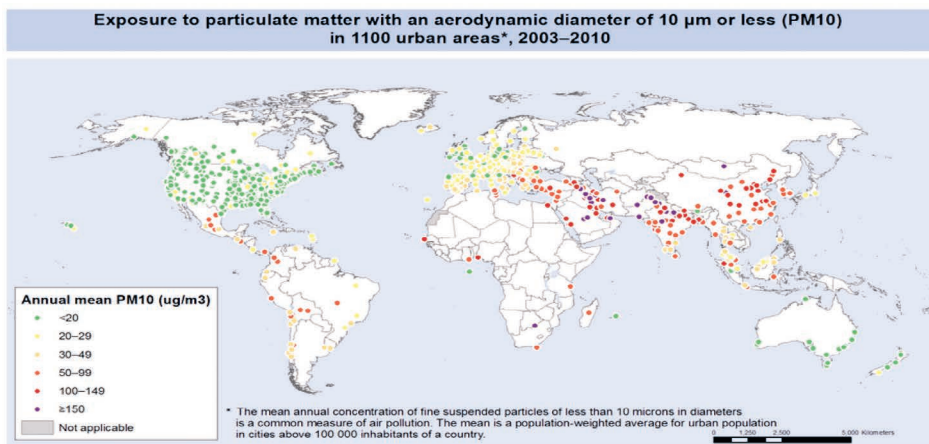 Exposure to particulate matter with an aerodynamic diameter of 10 µm or less (PM10)
in 1100 urban areas*, 2003–2010
Annual mean PM10 (ug/m3)
<20
20–29
30–49
50–99
100–149
≥150
Not applicable
* The mean annual concentration of fine suspended particles of less than 10 microns in diameters
is a common measure of air pollution. The mean is a population-weighted average for urban population
in cities above 100 000 inhabitants of a country.
0 1,250 2,500 5,000 Kilometers